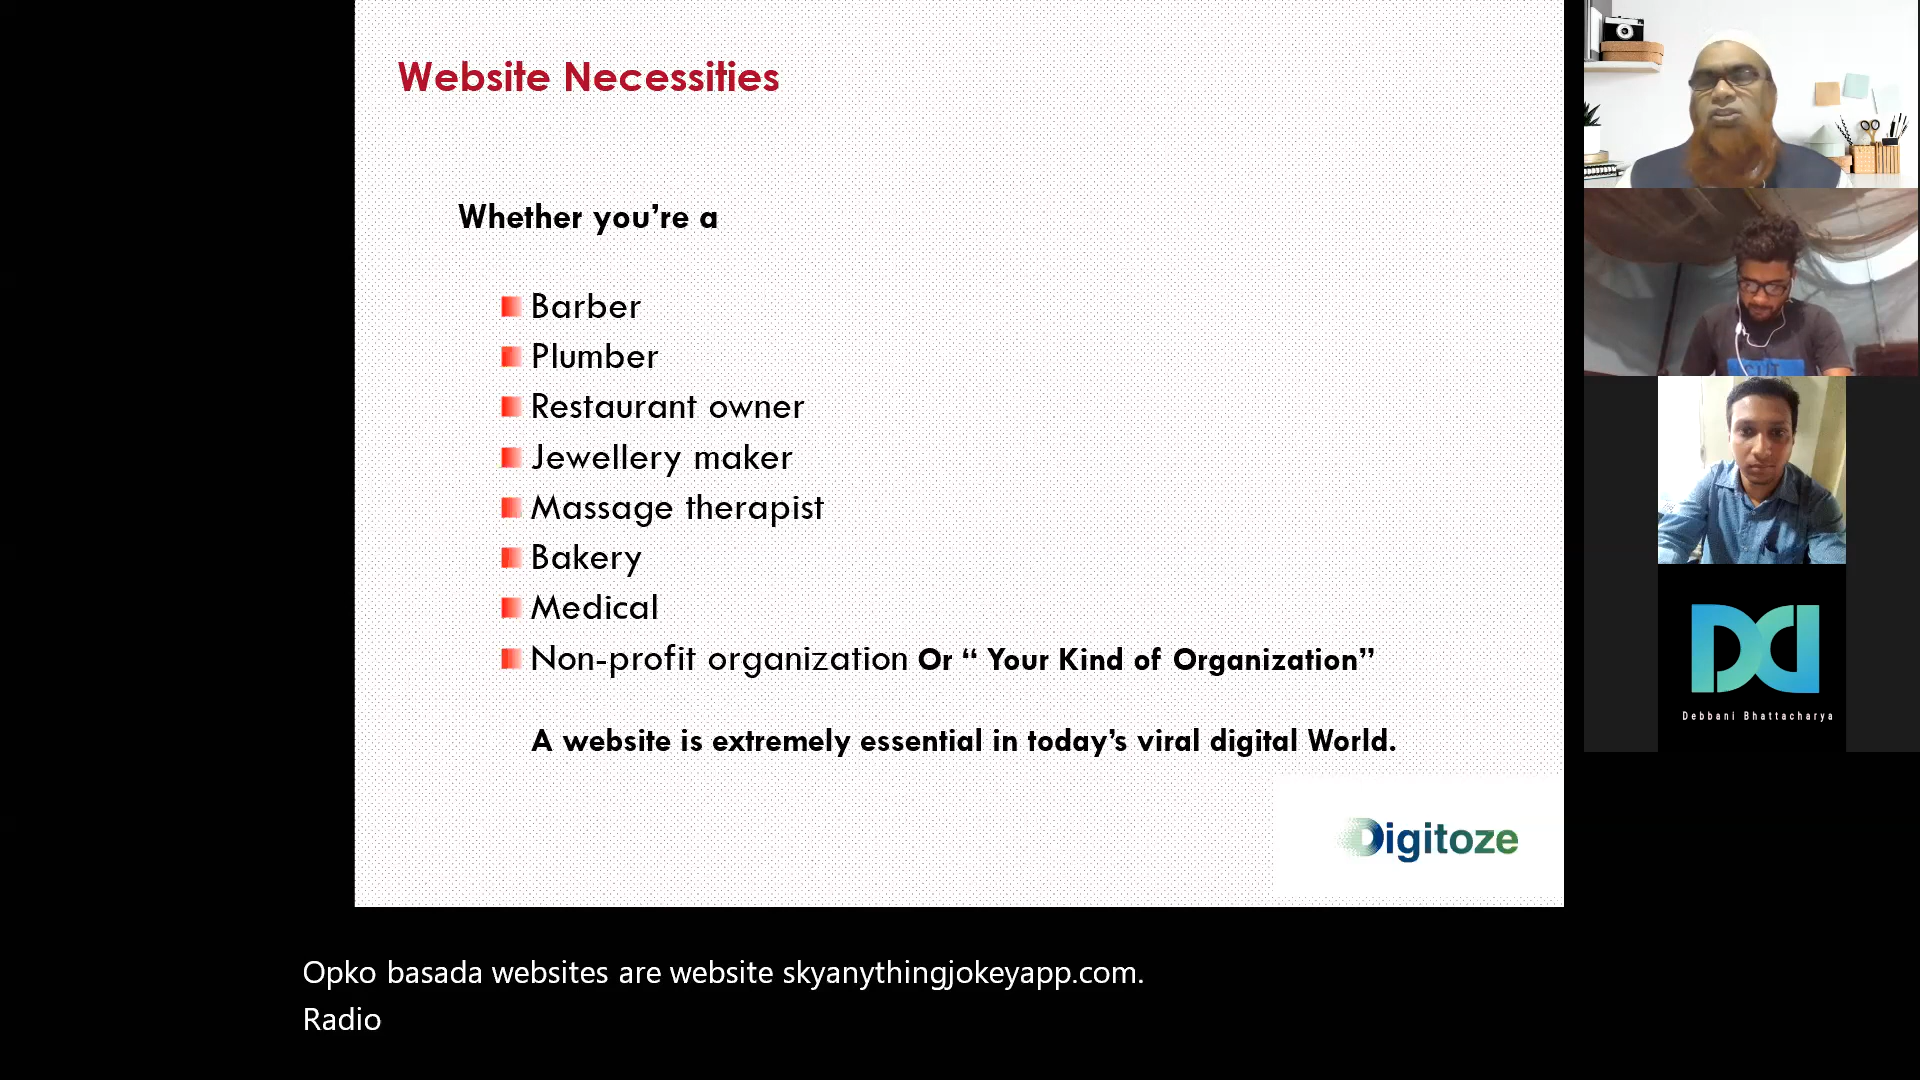 Website Necessities
Whether you’re a
Barber
Plumber
Restaurant owner
Jewellery maker
Massage therapist
Bakery
Medical
Non-profit organization Or “ Your Kind of Organization”
A website is extremely essential in today’s viral digital World.
Digitoze
DD
Debbani Bhattacharya
Opko basada websites are website skyanythingjokeyapp.com.
Radio